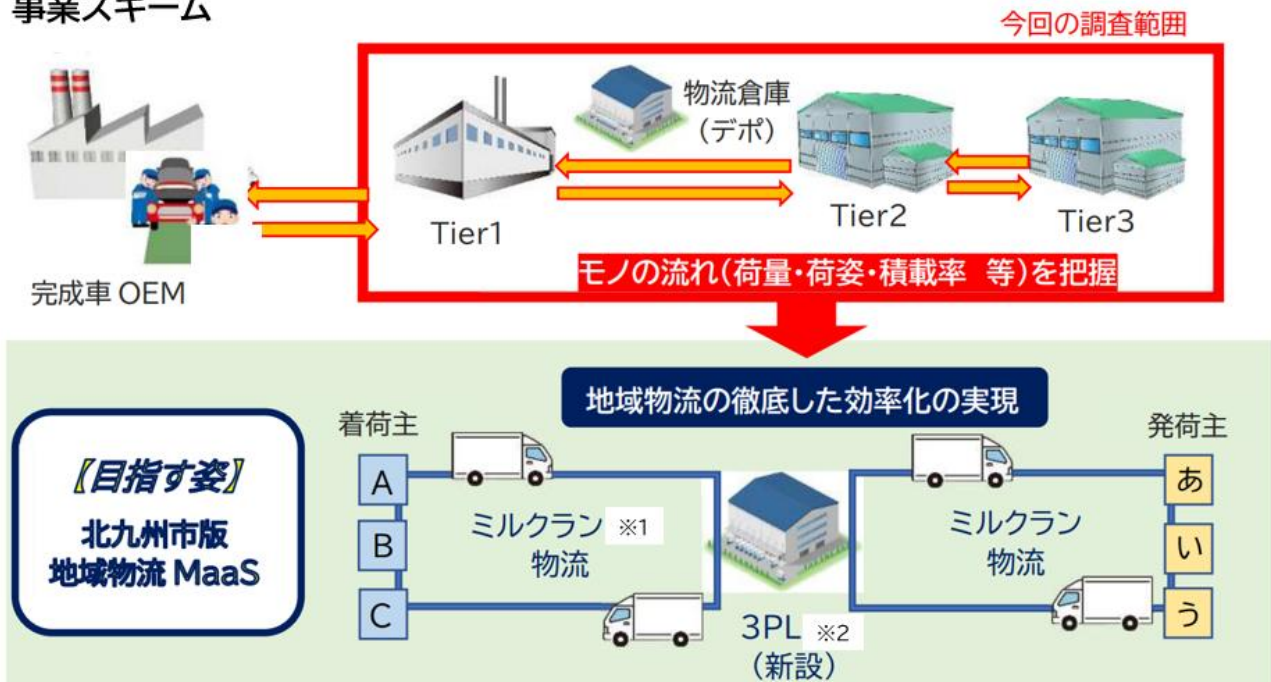 事業スキーム
今回の調査範囲
物流倉庫
(デポ)
Tier1
Tier2
Tier3
完成車 OEM
モノの流れ(荷量・荷姿・積載率 等)を把握
地域物流の徹底した効率化の実現
【目指す姿】
北九州市版
地域物流 MaaS
着荷主
A
B
C
ミルクラン ※1
物流
3PL ※2
(新設)
ミルクラン
物流
発荷主
あ
い
う